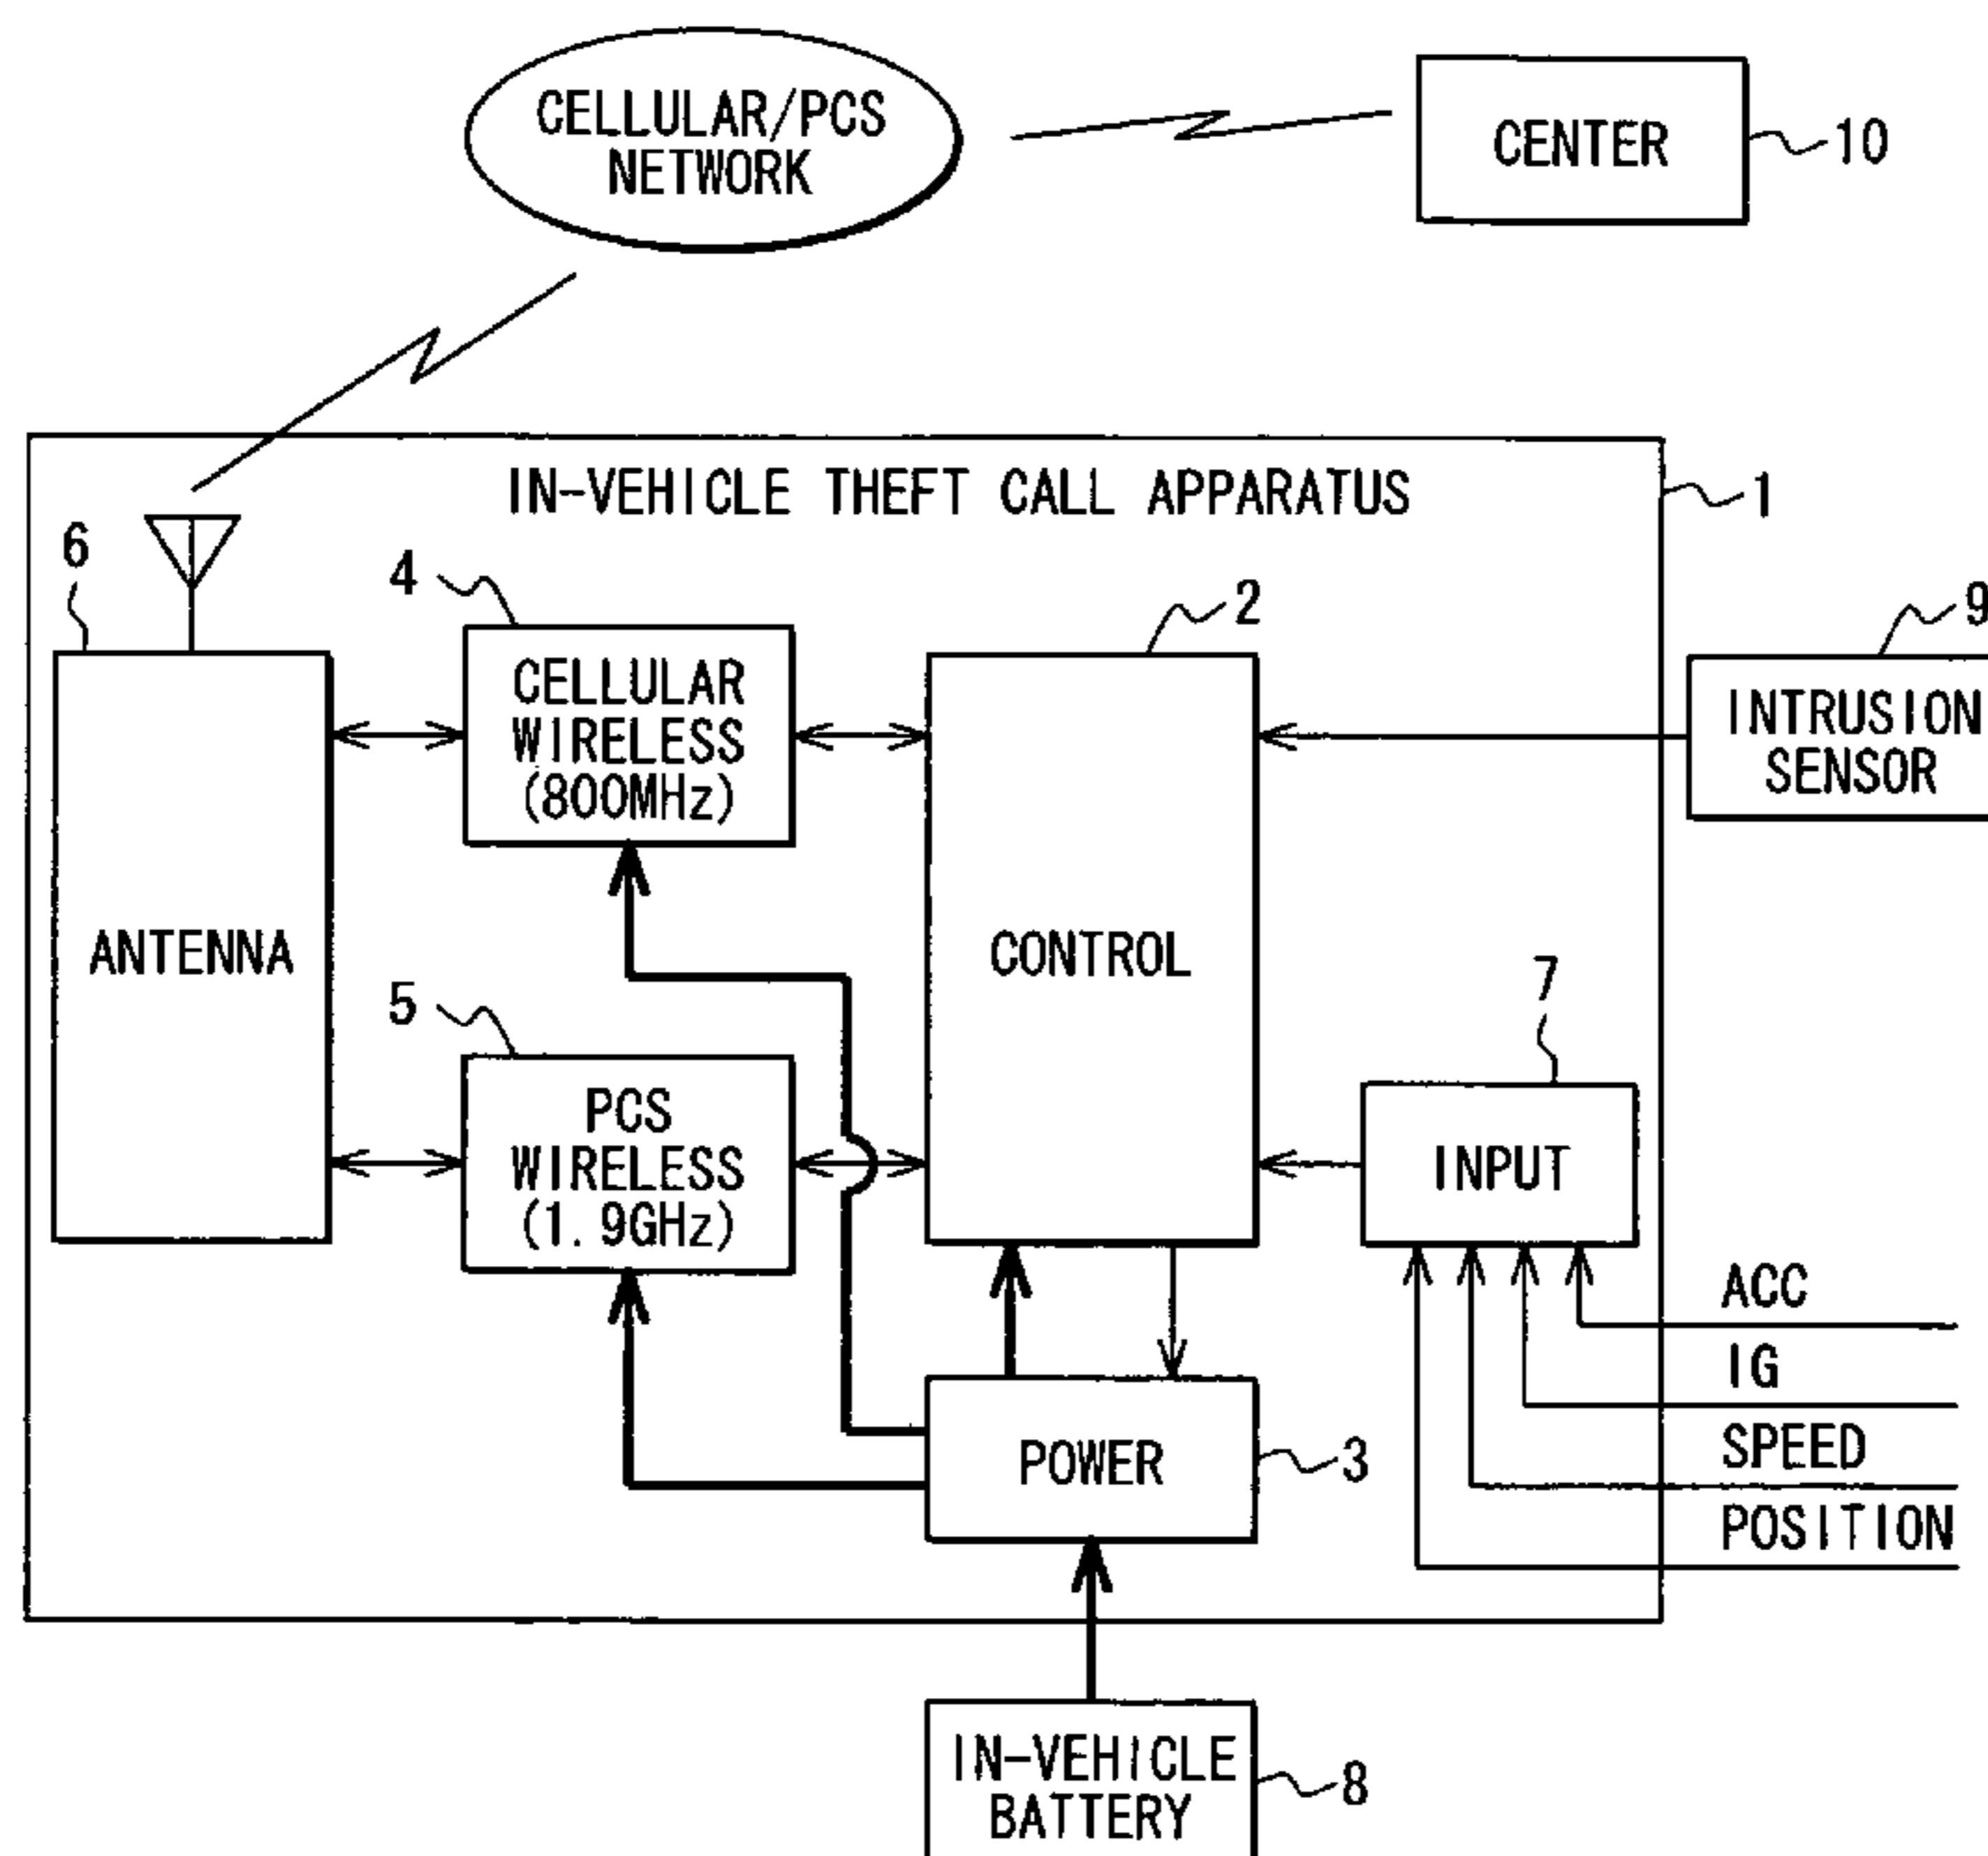 CELLULAR/PCS
NETWORK
CENTER
10
IN-VEHICLE THEFT CALL APPARATUS
1
6
4
2
9
CELLULAR
WIRELESS
(800MHz)
INTRUSION
SENSOR
ANTENNA
CONTROL
5
7
PCS
WIRELESS
(1.9GHz)
INPUT
ACC
IG
SPEED
POSITION
POWER
3
IN-VEHICLE
BATTERY
8